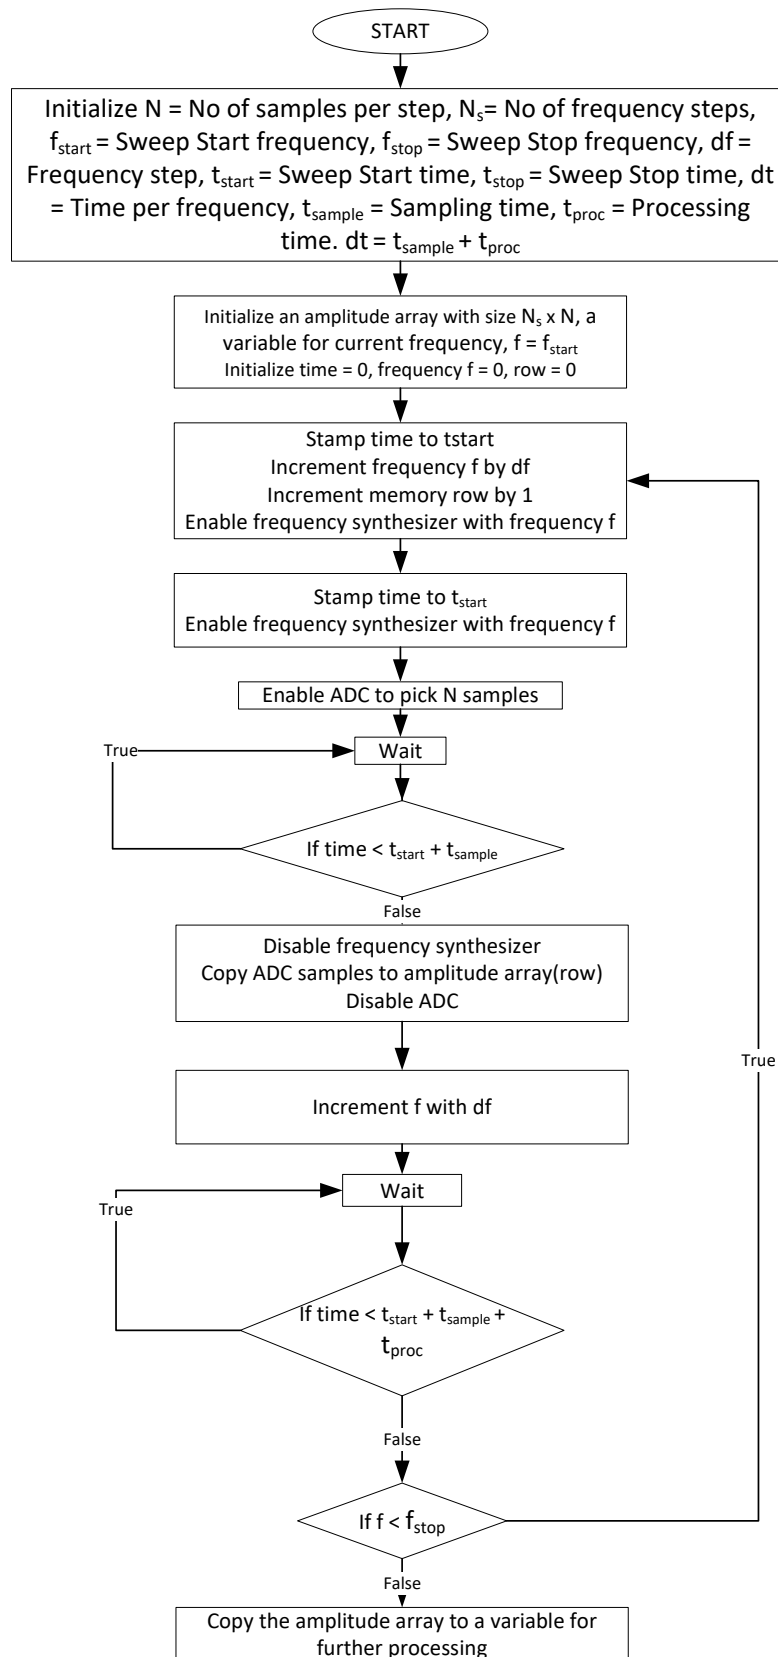 START
Initialize N = No of samples per step, Ns= No of frequency steps,
fstart = Sweep Start frequency, fstop = Sweep Stop frequency, df =
Frequency step, tstart = Sweep Start time, tstop = Sweep Stop time, dt
= Time per frequency, tsample = Sampling time, tproc = Processing
time. dt = tsample + tproc
Initialize an amplitude array with size Ns x N, a
variable for current frequency, f = fstart
Initialize time = 0, frequency f = 0, row = 0
Stamp time to tstart
Increment frequency f by df
Increment memory row by 1
Enable frequency synthesizer with frequency f
Stamp time to tstart
Enable frequency synthesizer with frequency f
Enable ADC to pick N samples
True
Wait
If time < tstart + tsample
False
Disable frequency synthesizer
Copy ADC samples to amplitude array(row)
Disable ADC
True
Increment f with df
Wait
True
If time < tstart + tsample +
tproc
False
If f < fstop
False
Copy the amplitude array to a variable for
further processing